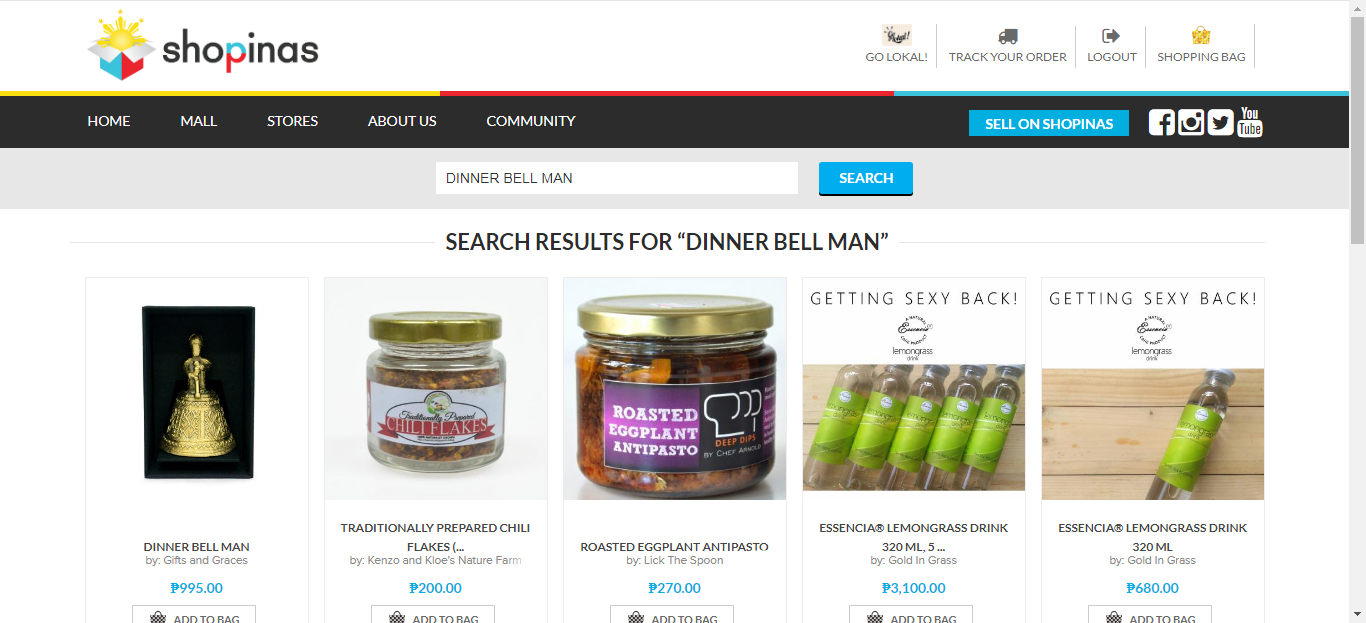 shopinas
GO LOKAL!
TRACK YOUR ORDER
LOGOUT
SHOPPING BAG
HOME
MALL
STORES
ABOUT US
COMMUNITY
SELL ON SHOPINAS
You
Tube
DINNER BELL MAN
SEARCH
SEARCH RESULTS FOR “DINNER BELL MAN”
Traditionally Prepared
CHILI FLAKES
ROASTED
EGGPLANT
ANTIPASTO
DEEP DIPS
BY CHEF ARNOLD
GETTING SEXY BACK!
A NATURAL
Essencia
lemongrass
drink
GETTING SEXY BACK!
A NATURAL
Essencia
lemongrass
drink
DINNER BELL MAN
by: Gifts and Graces
₱995.00
ADD TO BAG
TRADITIONALLY PREPARED CHILI
FLAKES (...
by: Kenzo and Kloe's Nature Farm
₱200.00
ADD TO BAG
ROASTED EGGPLANT ANTIPASTO
by: Lick The Spoon
₱270.00
ADD TO BAG
ESSENCIA® LEMONGRASS DRINK
320 ML, 5 ...
by: Gold In Grass
₱3,100.00
ADD TO BAG
ESSENCIA® LEMONGRASS DRINK
320 ML
by: Gold In Grass
₱680.00
ADD TO BAG